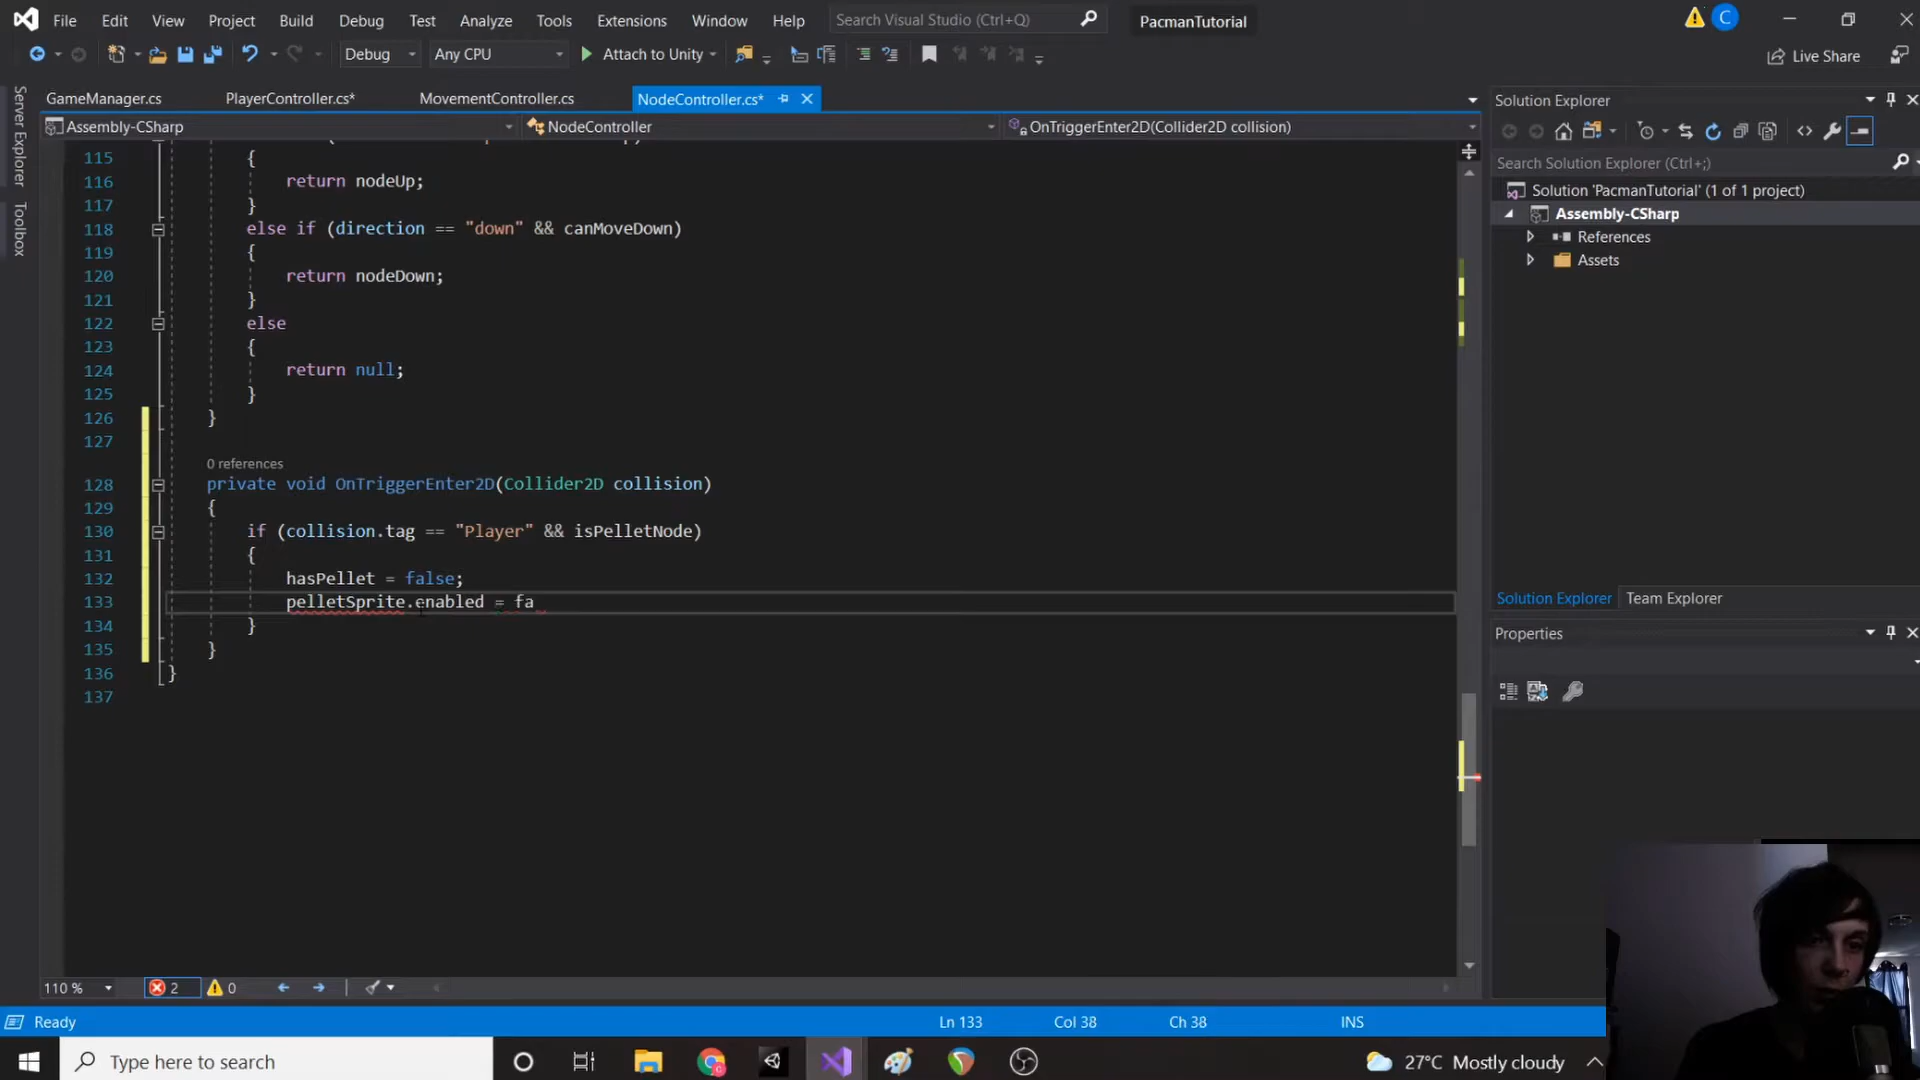 File Edit View Project Build Debug Test Analyze Tools Extensions Window Help Search Visual Studio (Ctrl+Q) PacmanTutorial C
Debug Any CPU Attach to Unity Live Share
Server Explorer
Toolbox
GameManager.cs PlayerController.cs* MovementController.cs NodeController.cs*
Assembly-CSharp NodeController OnTriggerEnter2D(Collider2D collision)
115 {
116 return nodeUp;
117 }
118 else if (direction == "down" && canMoveDown)
119 {
120 return nodeDown;
121 }
122 else
123 {
124 return null;
125 }
126 }
127
0 references
128 private void OnTriggerEnter2D(Collider2D collision)
129 {
130 if (collision.tag == "Player" && isPelletNode)
131 {
132 hasPellet = false;
133 pelletSprite.enabled = fa
134 }
135 }
136 }
137
110 % 2 0
Ready Ln 133 Col 38 Ch 38 INS
Solution Explorer
Search Solution Explorer (Ctrl+;)
Solution 'PacmanTutorial' (1 of 1 project)
Assembly-CSharp
References
Assets
Solution Explorer Team Explorer
Properties
Type here to search 27°C Mostly cloudy